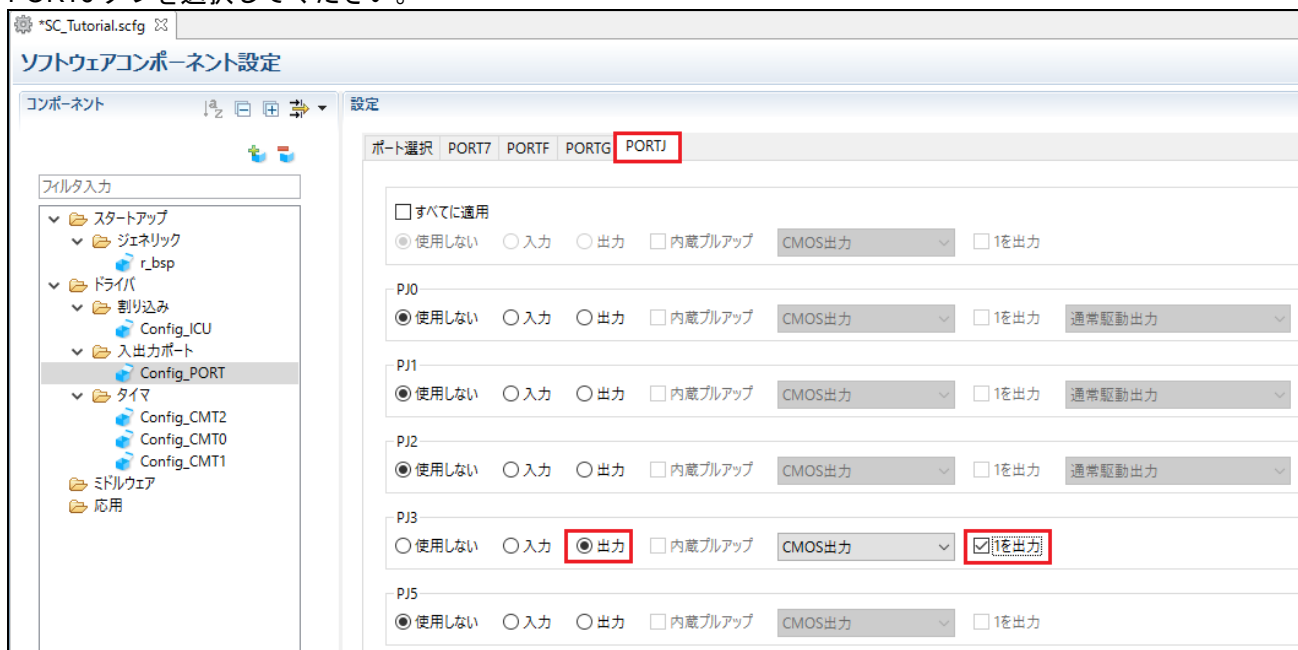 *SC_Tutorial.scfg
ソフトウェアコンポーネント設定
コンポーネント
設定
ポート選択 PORT7 PORTF PORTG PORTJ
フィルタ入力
スタートアップ
ジェネリック
r_bsp
ドライバ
割り込み
Config_ICU
入出力ポート
Config_PORT
タイマ
Config_CMT2
Config_CMT0
Config_CMT1
ミドルウェア
応用
すべてに適用
使用しない 入力 出力 内蔵プルアップ CMOS出力 1を出力
PJ0
使用しない 入力 出力 内蔵プルアップ CMOS出力 1を出力 通常駆動出力
PJ1
使用しない 入力 出力 内蔵プルアップ CMOS出力 1を出力 通常駆動出力
PJ2
使用しない 入力 出力 内蔵プルアップ CMOS出力 1を出力 通常駆動出力
PJ3
使用しない 入力 出力 内蔵プルアップ CMOS出力 1を出力
PJ5
使用しない 入力 出力 内蔵プルアップ CMOS出力 1を出力